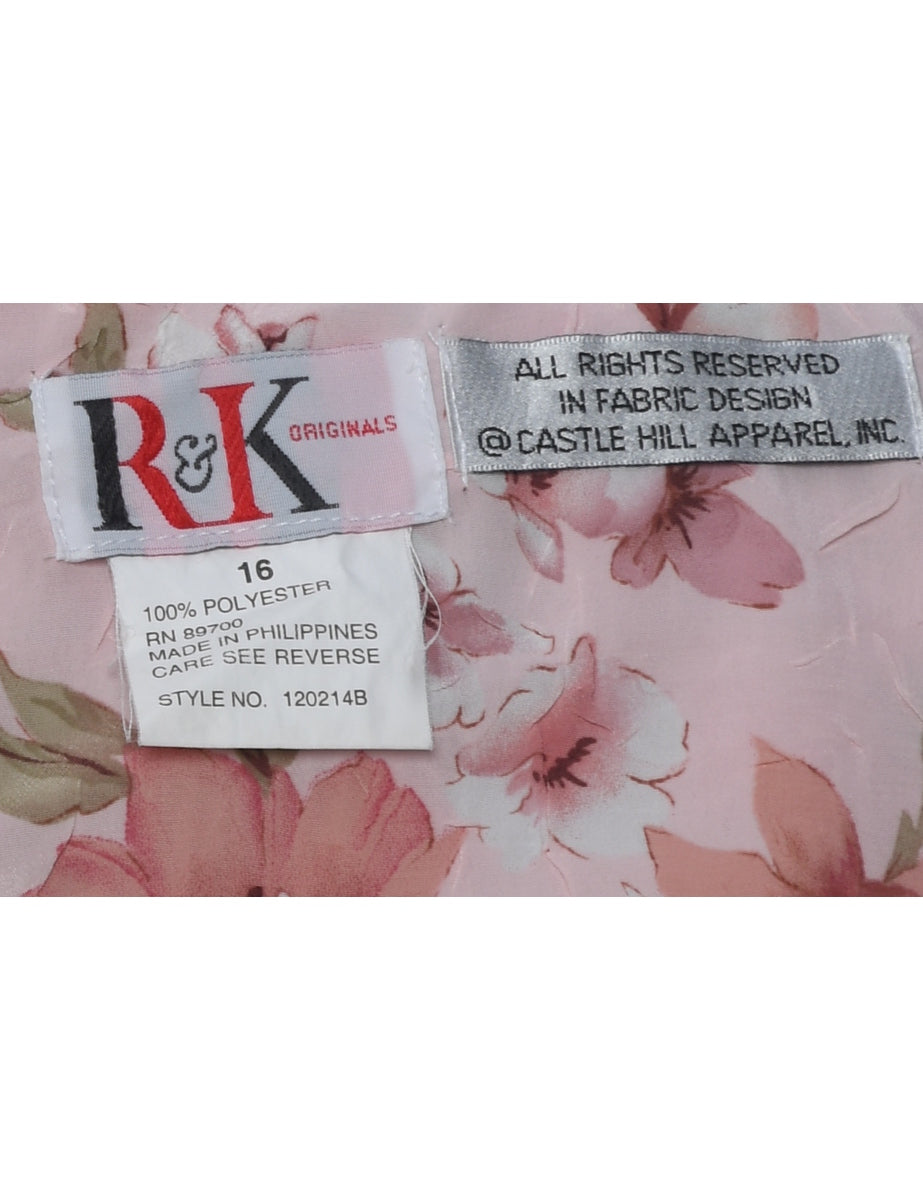 R&K ORIGINALS
16
100% POLYESTER
RN 89700
MADE IN PHILIPPINES
CARE SEE REVERSE
STYLE NO. 120214B
ALL RIGHTS RESERVED
IN FABRIC DESIGN
@ CASTLE HILL APPAREL, INC.